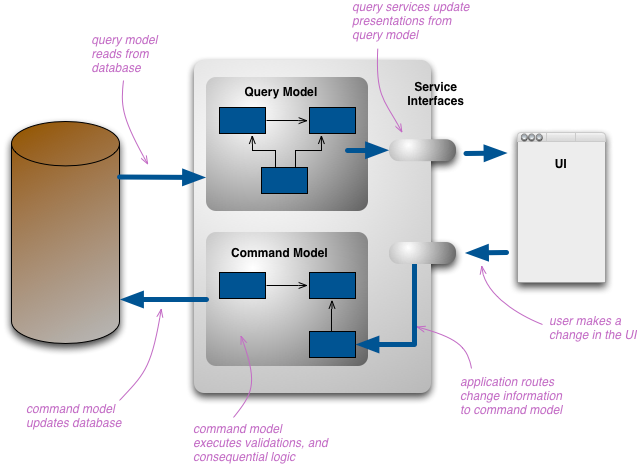 query services update
presentations from
query model
query model
reads from
database
Query Model
Service
Interfaces
UI
Command Model
user makes a
change in the UI
application routes
change information
to command model
command model
updates database
command model
executes validations, and
consequential logic